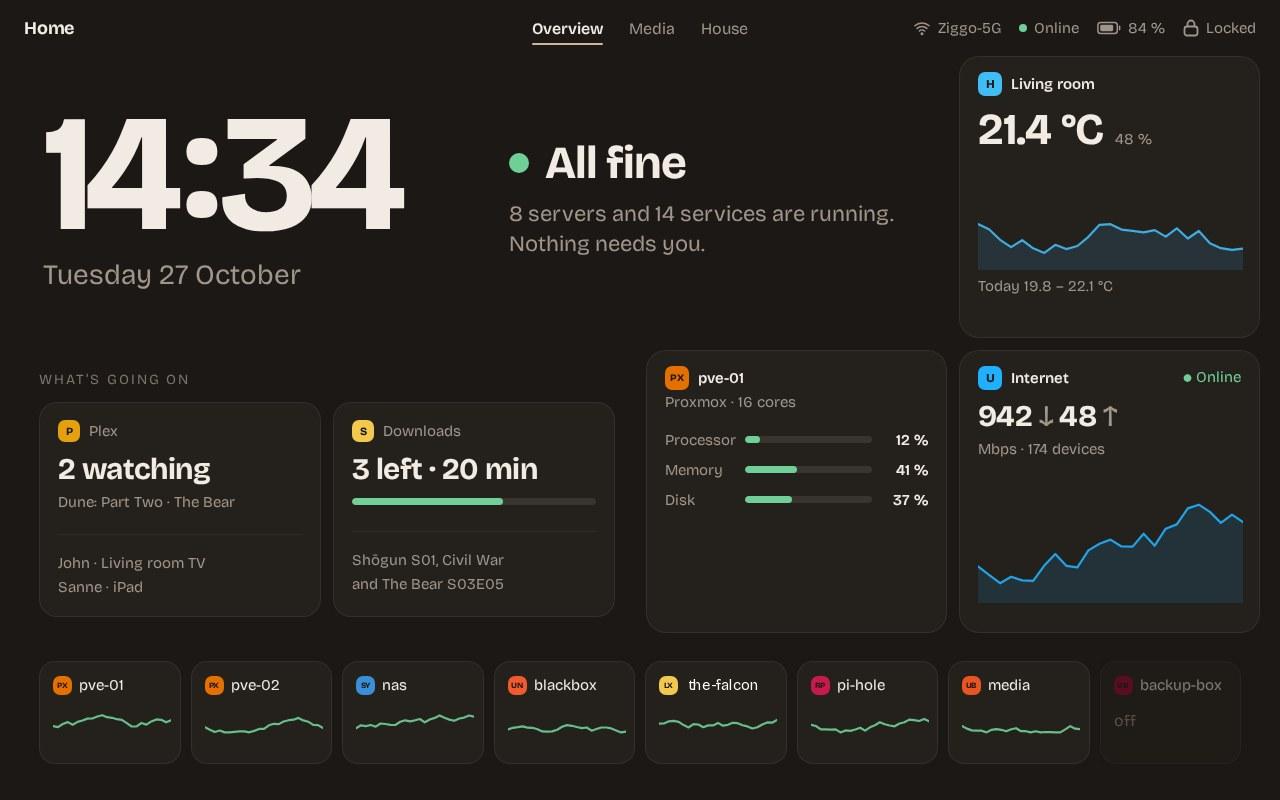 Home
Overview Media House
Ziggo-5G Online 84 % Locked
14:34
Tuesday 27 October
All fine
8 servers and 14 services are running.
Nothing needs you.
H Living room
21.4 °C 48 %
Today 19.8 – 22.1 °C
WHAT'S GOING ON
P Plex
2 watching
Dune: Part Two · The Bear
John · Living room TV
Sanne · iPad
S Downloads
3 left · 20 min
Shōgun S01, Civil War
and The Bear S03E05
PX pve-01
Proxmox · 16 cores
Processor 12 %
Memory 41 %
Disk 37 %
U Internet Online
942 ↓ 48 ↑
Mbps · 174 devices
PX pve-01
PX pve-02
SY nas
UN blackbox
LX the-falcon
RP pi-hole
UB media
backup-box
off